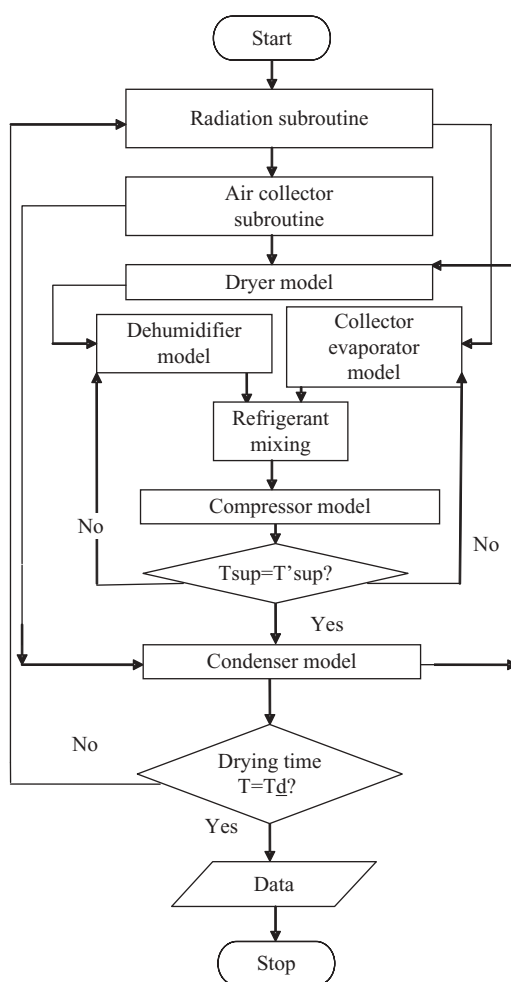 Start
Radiation subroutine
Air collector
subroutine
Dryer model
Dehumidifier
model
Collector
evaporator
model
Refrigerant
mixing
Compressor model
No
No
Tsup=T’sup?
Yes
Condenser model
No
Drying time
T=Td?
Yes
Data
Stop